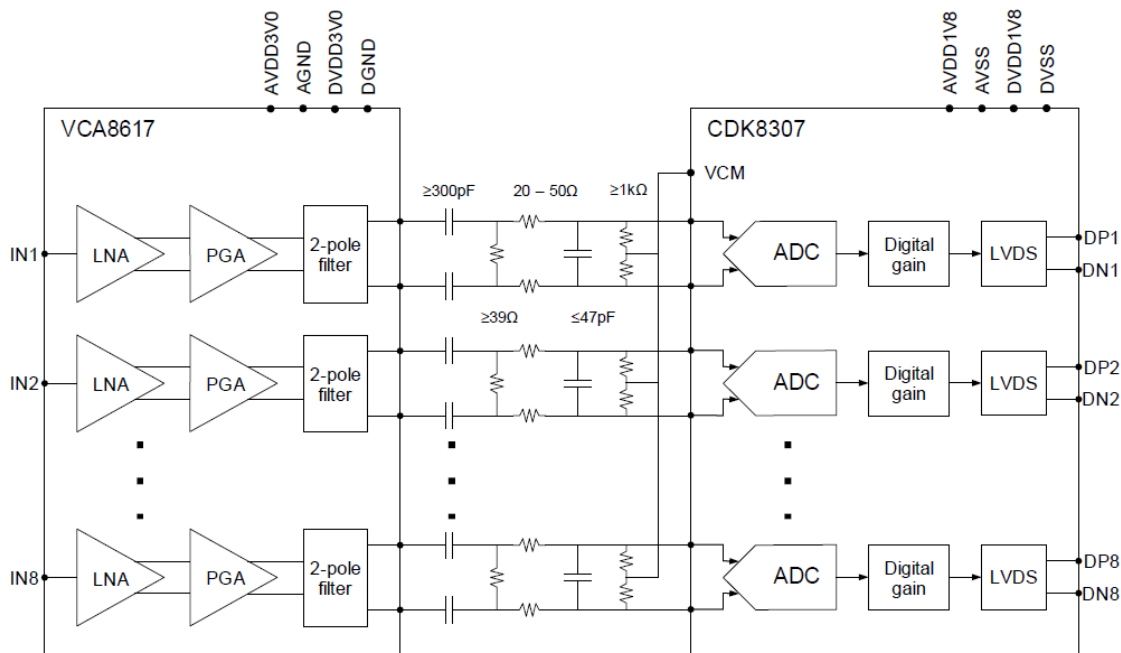 AVDD3V0
AGND
DVDD3V0
DGND
AVDD1V8
AVSS
DVDD1V8
DVSS
VCA8617
CDK8307
VCM
≥300pF
20 – 50Ω
≥1kΩ
IN1
LNA
PGA
2-pole
filter
ADC
Digital
gain
LVDS
DP1
DN1
≥39Ω
≤47pF
IN2
LNA
PGA
2-pole
filter
ADC
Digital
gain
LVDS
DP2
DN2
IN8
LNA
PGA
2-pole
filter
ADC
Digital
gain
LVDS
DP8
DN8